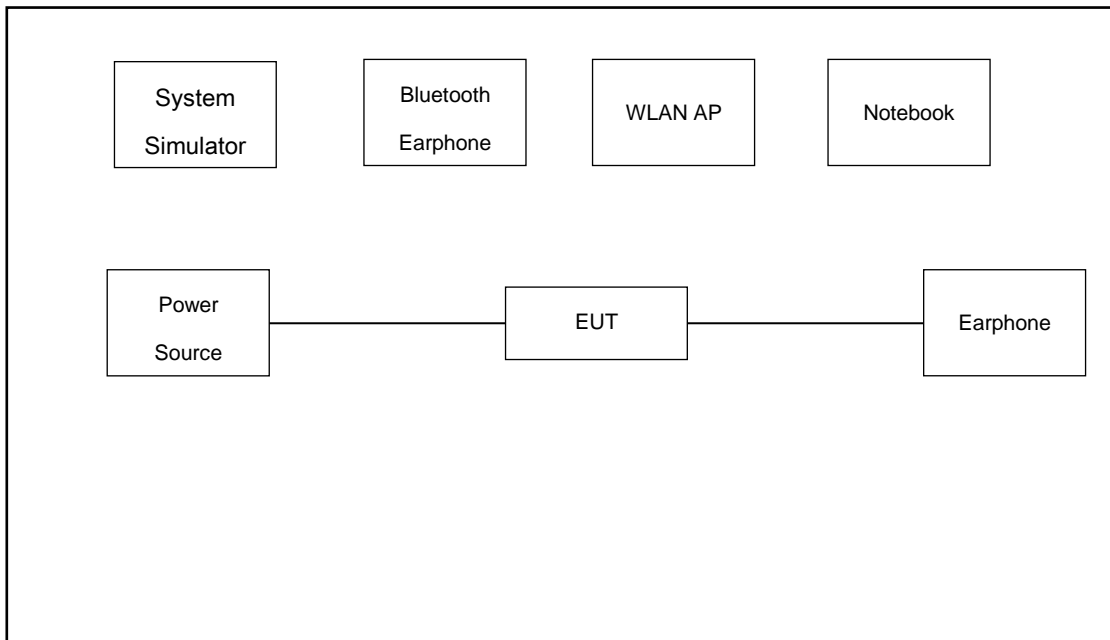 System
Simulator
Bluetooth
Earphone
WLAN AP
Notebook
Power
Source
EUT
Earphone